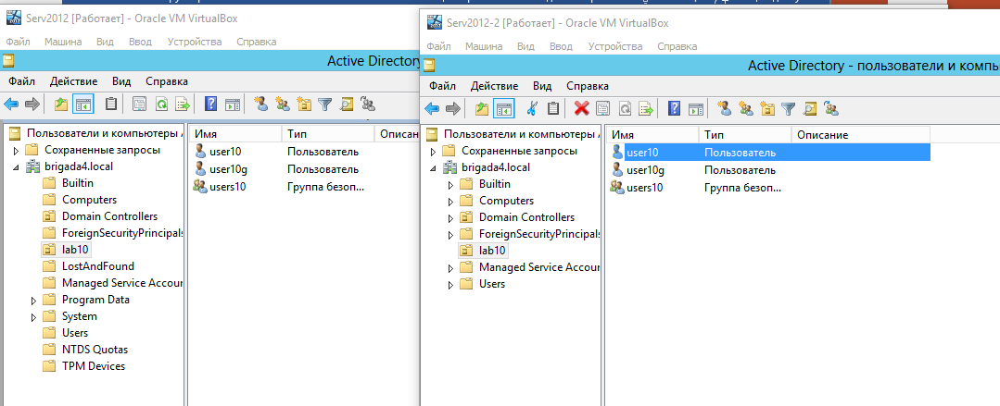 Serv2012 [Работает] - Oracle VM VirtualBox
Файл Машина Вид Ввод Устройства Справка
Active Directory
Файл Действие Вид Справка
Пользователи и компьютеры
Сохраненные запросы
brigada4.local
Builtin
Computers
Domain Controllers
ForeignSecurityPrincipals
lab10
LostAndFound
Managed Service Accou
Program Data
System
Users
NTDS Quotas
TPM Devices
Имя Тип Описан
user10 Пользователь
user10g Пользователь
users10 Группа безоп...
Serv2012-2 [Работает] - Oracle VM VirtualBox
Файл Машина Вид Ввод Устройства Справка
Active Directory - пользователи и компь
Файл Действие Вид Справка
Пользователи и компьютеры
Сохраненные запросы
brigada4.local
Builtin
Computers
Domain Controllers
ForeignSecurityPrincipals
lab10
Managed Service Accou
Users
Имя Тип Описание
user10 Пользователь
user10g Пользователь
users10 Группа безоп...